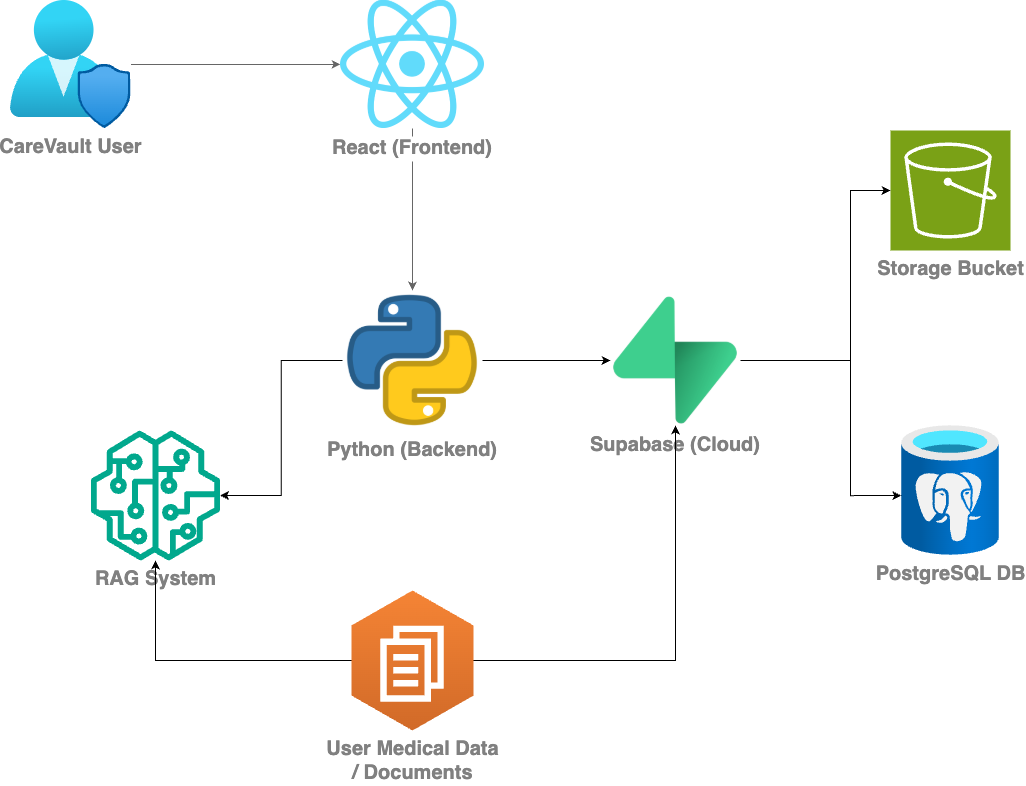 CareVault User
React (Frontend)
Storage Bucket
Python (Backend)
Supabase (Cloud)
RAG System
PostgreSQL DB
User Medical Data
/ Documents